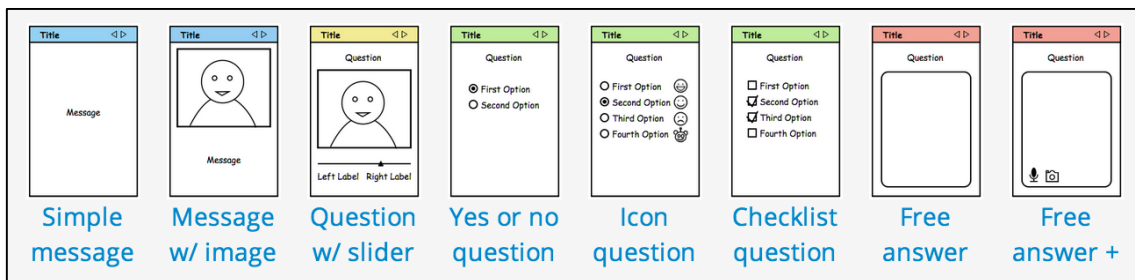 Title
Message
Simple
message
Title
Message
Message
w/ image
Title
Question
Left Label Right Label
Question
w/ slider
Title
Question
First Option
Second Option
Yes or no
question
Title
Question
First Option
Second Option
Third Option
Fourth Option
Icon
question
Title
Question
First Option
Second Option
Third Option
Fourth Option
Checklist
question
Title
Question
Free
answer
Title
Question
Free
answer +